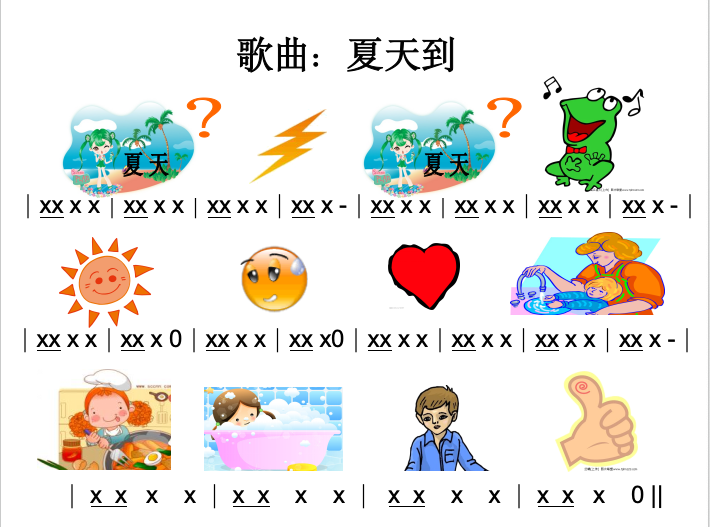 歌曲：夏天到
? ?
夏天 夏天
| xx x x | xx x x | xx x x | xx x - | xx x x | xx x x | xx x x | xx x - |
| xx x x | xx x 0 | xx x x | xx x0 | xx x x | xx x x | xx x x | xx x - |
| x x x x | x x x x | x x x x | x x x 0 ||